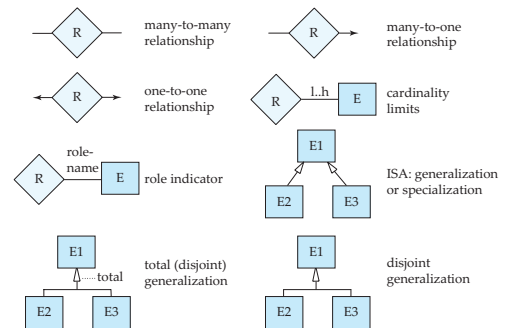 R
many-to-many
relationship
R
many-to-one
relationship
R
one-to-one
relationship
R
l..h
E
cardinality
limits
R
role-
name
E
role indicator
E1
E2
E3
ISA: generalization
or specialization
E1
total
E2
E3
total (disjoint)
generalization
E1
E2
E3
disjoint
generalization